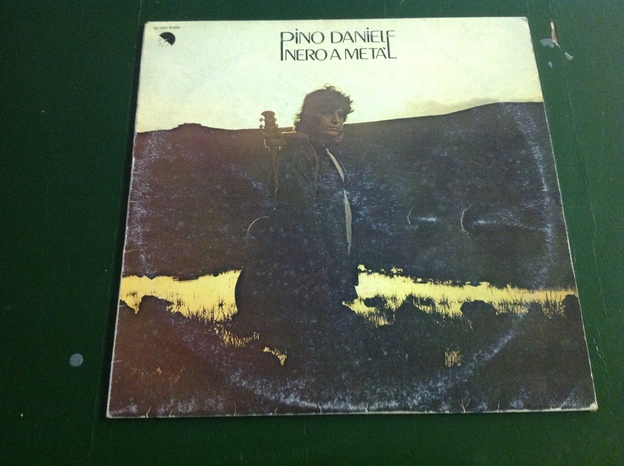 PINO DANIELE
NERO A METÀ